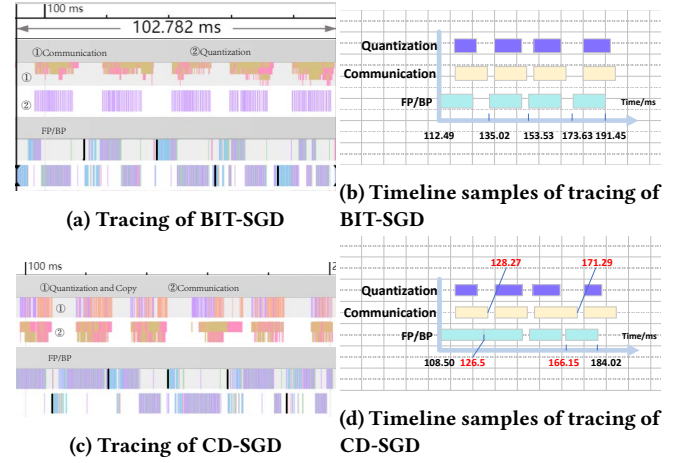 100 ms
102.782 ms
①Communication ②Quantization
①
②
FP/BP
(a) Tracing of BIT-SGD
Quantization
Communication
FP/BP
Time/ms
112.49 135.02 153.53 173.63 191.45
(b) Timeline samples of tracing of
BIT-SGD
100 ms 2
①Quantization and Copy ②Communication
①
②
FP/BP
(c) Tracing of CD-SGD
128.27 171.29
Quantization
Communication
FP/BP
Time/ms
108.50 126.5 166.15 184.02
(d) Timeline samples of tracing of
CD-SGD